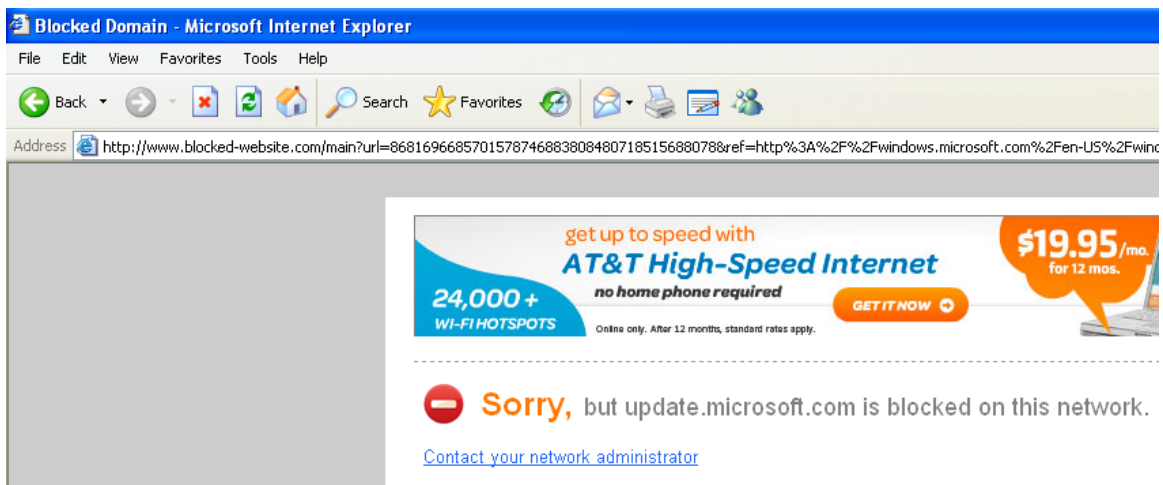 Blocked Domain - Microsoft Internet Explorer
File Edit View Favorites Tools Help
Back Search Favorites
Address http://www.blocked-website.com/main?url=8681696685701578746883808480718515688078&ref=http%3A%2F%2Fwindows.microsoft.com%2Fen-US%2Fwind
get up to speed with
AT&T High-Speed Internet
no home phone required
24,000 +
WI-FI HOTSPOTS
Online only. After 12 months, standard rates apply.
GET IT NOW
$19.95/mo.
for 12 mos.
Sorry, but update.microsoft.com is blocked on this network.
Contact your network administrator